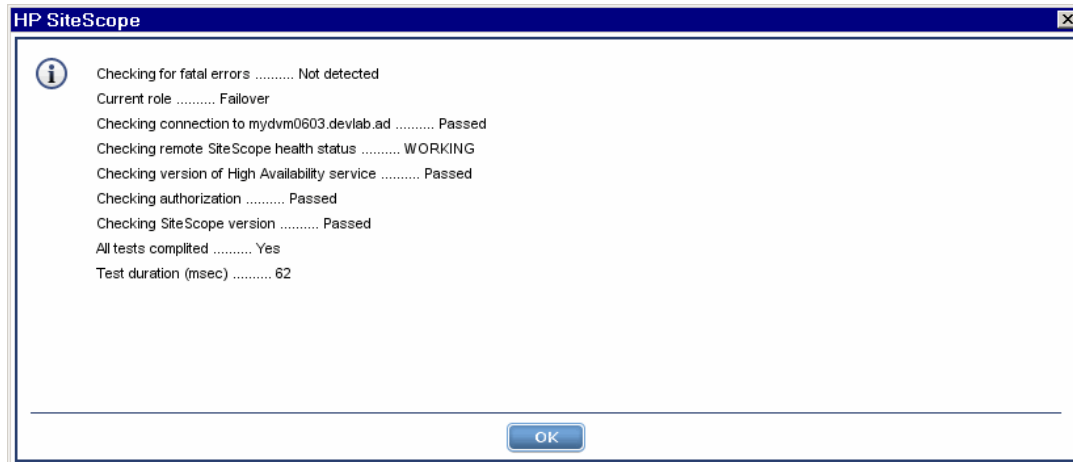 HP SiteScope
Checking for fatal errors .......... Not detected
Current role .......... Failover
Checking connection to mydvm0603.devlab.ad .......... Passed
Checking remote SiteScope health status .......... WORKING
Checking version of High Availability service .......... Passed
Checking authorization .......... Passed
Checking SiteScope version .......... Passed
All tests complited .......... Yes
Test duration (msec) .......... 62
OK